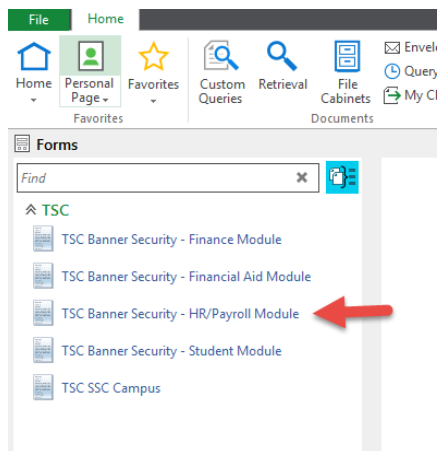 File Home
Home Personal Page Favorites Custom Queries Retrieval File Cabinets
Query
Favorites Documents
Forms
Find
TSC
TSC Banner Security - Finance Module
TSC Banner Security - Financial Aid Module
TSC Banner Security - HR/Payroll Module
TSC Banner Security - Student Module
TSC SSC Campus